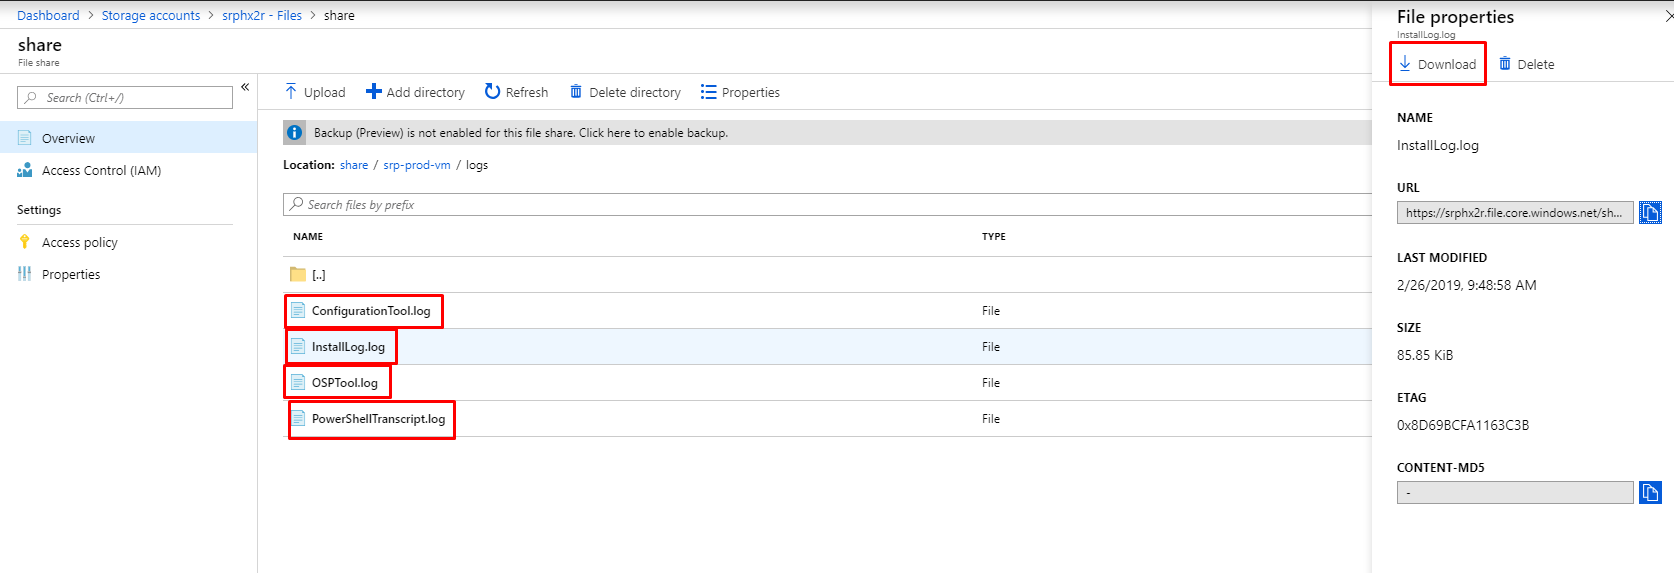 Dashboard > Storage accounts > srphx2r - Files > share
share
File share
Search (Ctrl+/)
Overview
Access Control (IAM)
Settings
Access policy
Properties
Upload Add directory Refresh Delete directory Properties
Backup (Preview) is not enabled for this file share. Click here to enable backup.
Location: share / srp-prod-vm / logs
Search files by prefix
NAME TYPE
[..]
ConfigurationTool.log File
InstallLog.log File
OSPTool.log File
PowerShellTranscript.log File
File properties
InstallLog.log
Download Delete
NAME
InstallLog.log
URL
https://srphx2r.file.core.windows.net/sh...
LAST MODIFIED
2/26/2019, 9:48:58 AM
SIZE
85.85 KiB
ETAG
0x8D69BCFA1163C3B
CONTENT-MD5
-